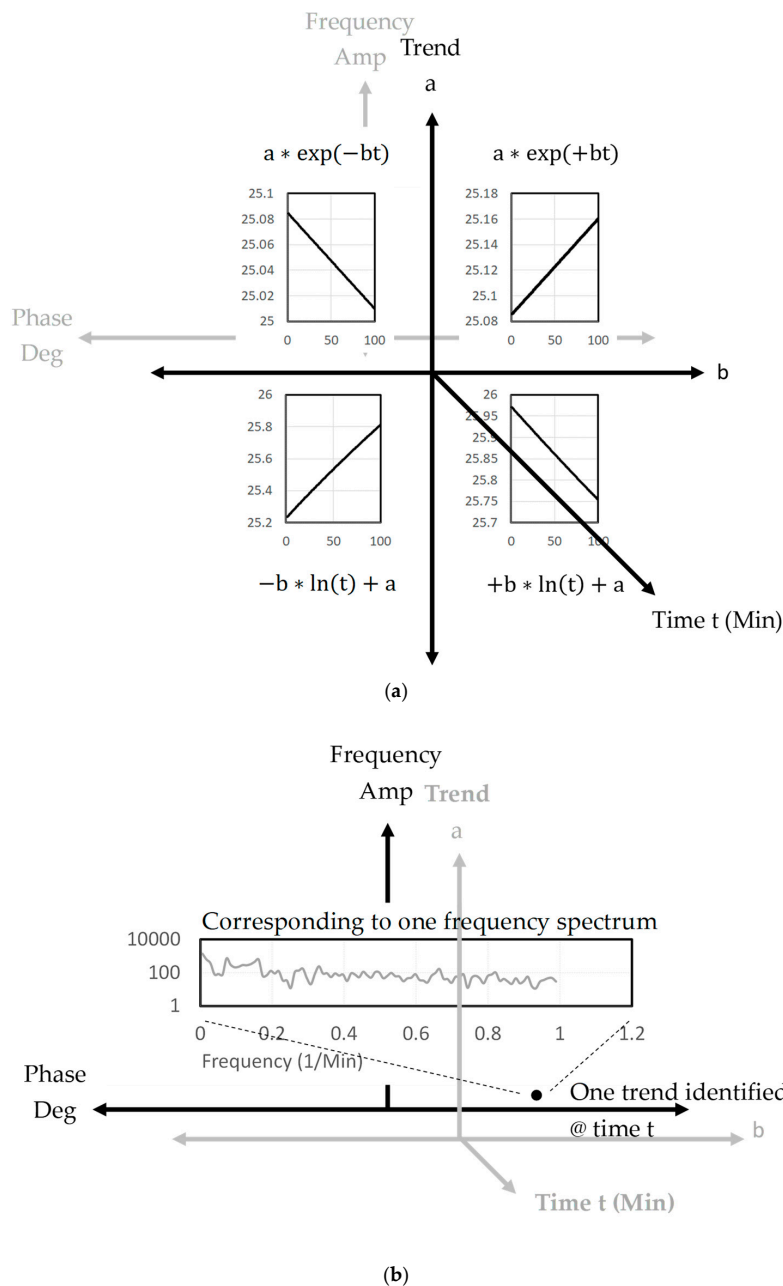 Frequency
Amp
Trend
a
a ∗ exp(−bt)
a ∗ exp(+bt)
25.1
25.08
25.06
25.04
25.02
25
0 50 100
25.18
25.16
25.14
25.12
25.1
25.08
0 50 100
Phase
Deg
b
26
25.8
25.6
25.4
25.2
0 50 100
26
25.95
25.9
25.85
25.8
25.75
25.7
0 50 100
−b ∗ ln(t) + a
+b ∗ ln(t) + a
Time t (Min)
(a)
Frequency
Amp Trend
a
Corresponding to one frequency spectrum
10000
100
1
0 0.2 0.4 0.6 0.8 1 1.2
Frequency (1/Min)
Phase
Deg
One trend identified
@ time t
b
Time t (Min)
(b)